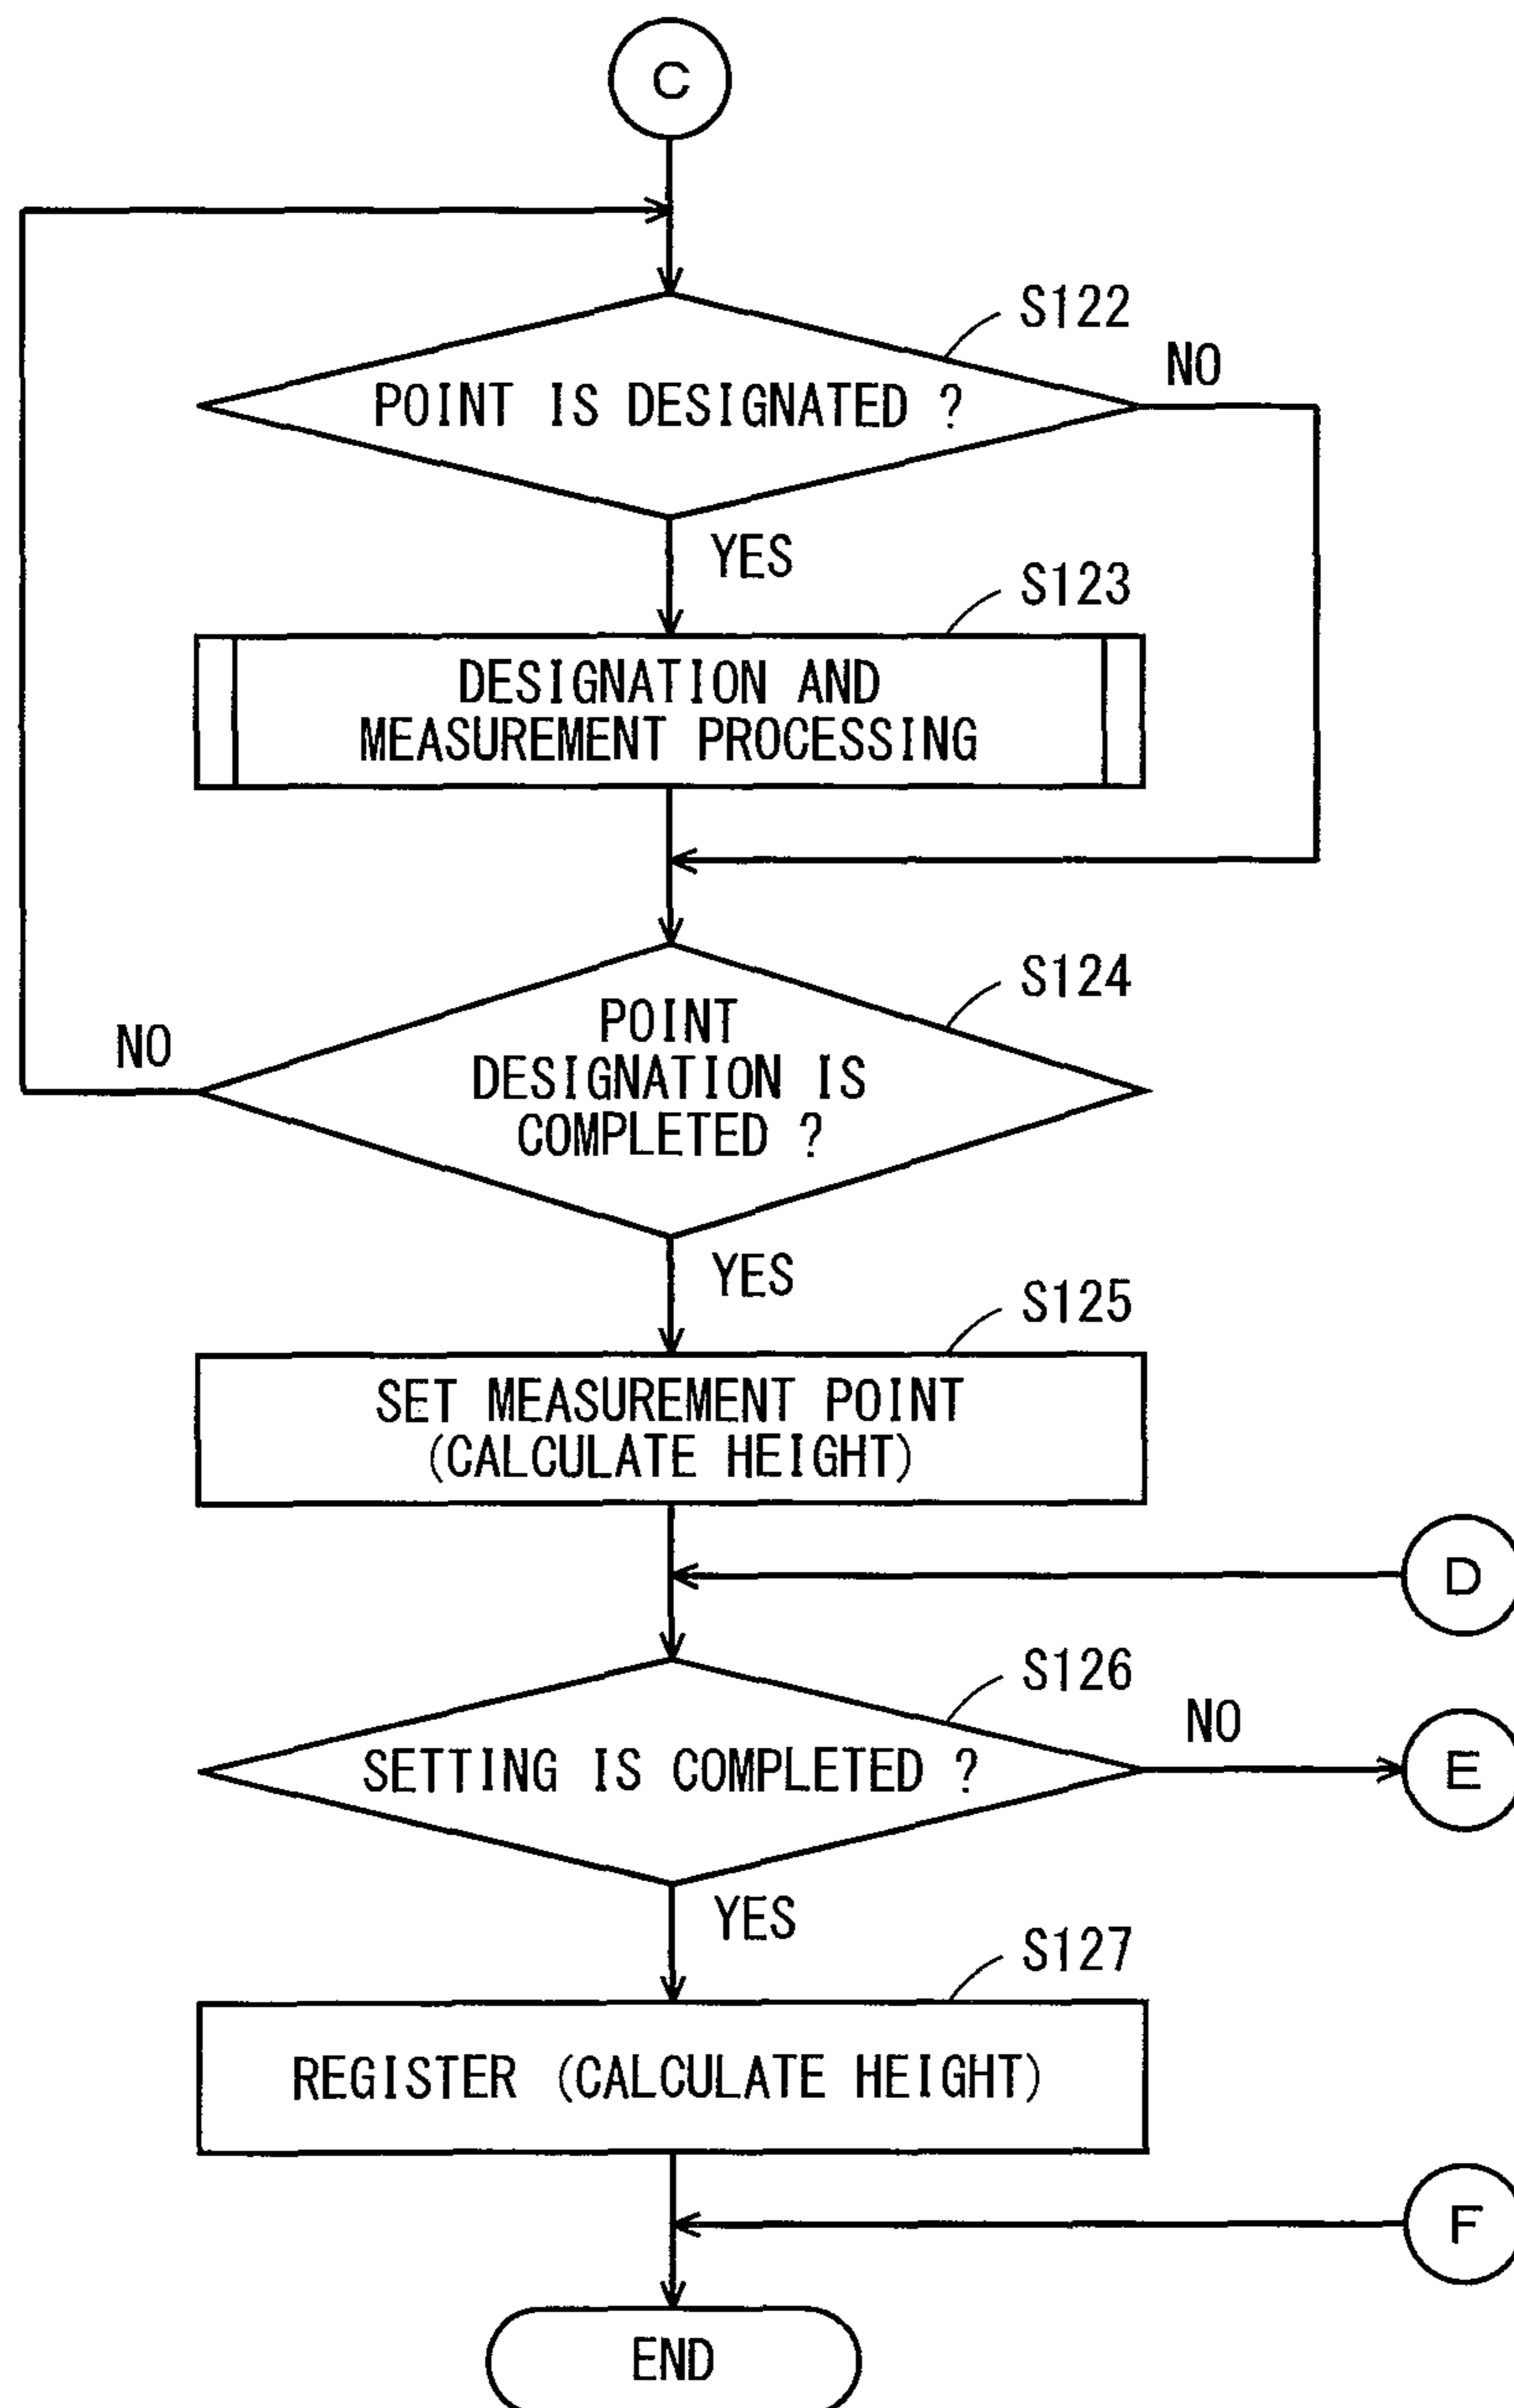 C
S122
NO
POINT IS DESIGNATED ?
YES
S123
DESIGNATION AND
MEASUREMENT PROCESSING
S124
POINT
NO
DESIGNATION IS
COMPLETED ?
YES
S125
SET MEASUREMENT POINT
(CALCULATE HEIGHT)
D
S126
NO
SETTING IS COMPLETED ?
E
YES
S127
REGISTER (CALCULATE HEIGHT)
F
END